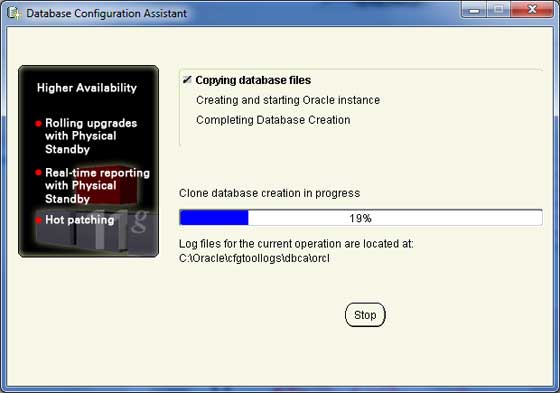 Database Configuration Assistant
Higher Availability
Rolling upgrades
with Physical
Standby
Real-time reporting
with Physical
Standby
Hot patching
11g
Copying database files
Creating and starting Oracle instance
Completing Database Creation
Clone database creation in progress
19%
Log files for the current operation are located at:
C:\Oracle\cfgtoollogs\dbca\orcl
Stop